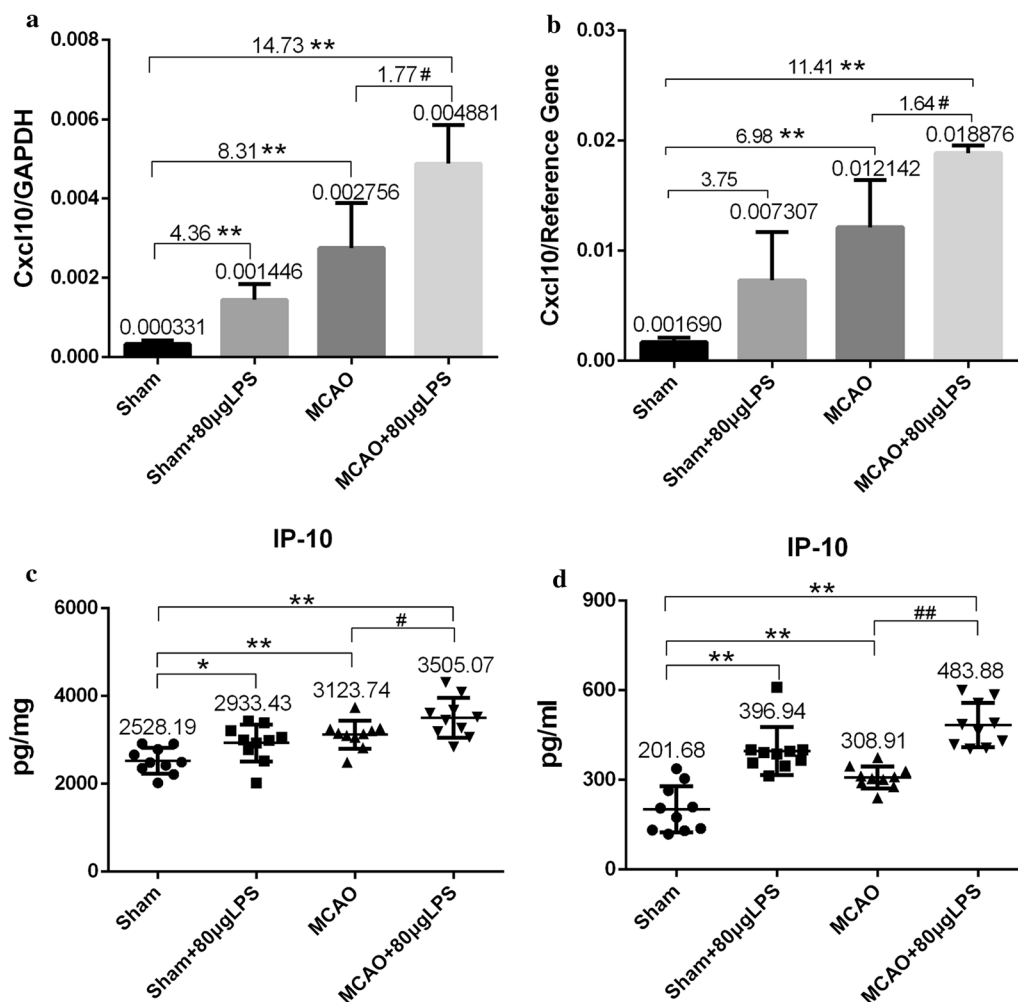 a
0.008
0.006
0.004
0.002
0.000
Cxcl10/GAPDH
14.73 **
1.77 #
0.004881
8.31 **
0.002756
4.36 **
0.001446
0.000331
Sham
Sham+80µgLPS
MCAO
MCAO+80µgLPS
b
0.03
0.02
0.01
0.00
Cxcl10/Reference Gene
11.41 **
1.64 #
0.018876
6.98 **
0.012142
3.75
0.007307
0.001690
Sham
Sham+80µgLPS
MCAO
MCAO+80µgLPS
c
IP-10
6000
4000
2000
0
pg/mg
**
#
**
3505.07
*
3123.74
2933.43
2528.19
Sham
Sham+80µgLPS
MCAO
MCAO+80µgLPS
d
IP-10
900
600
300
0
pg/ml
**
##
**
483.88
**
396.94
308.91
201.68
Sham
Sham+80µgLPS
MCAO
MCAO+80µgLPS